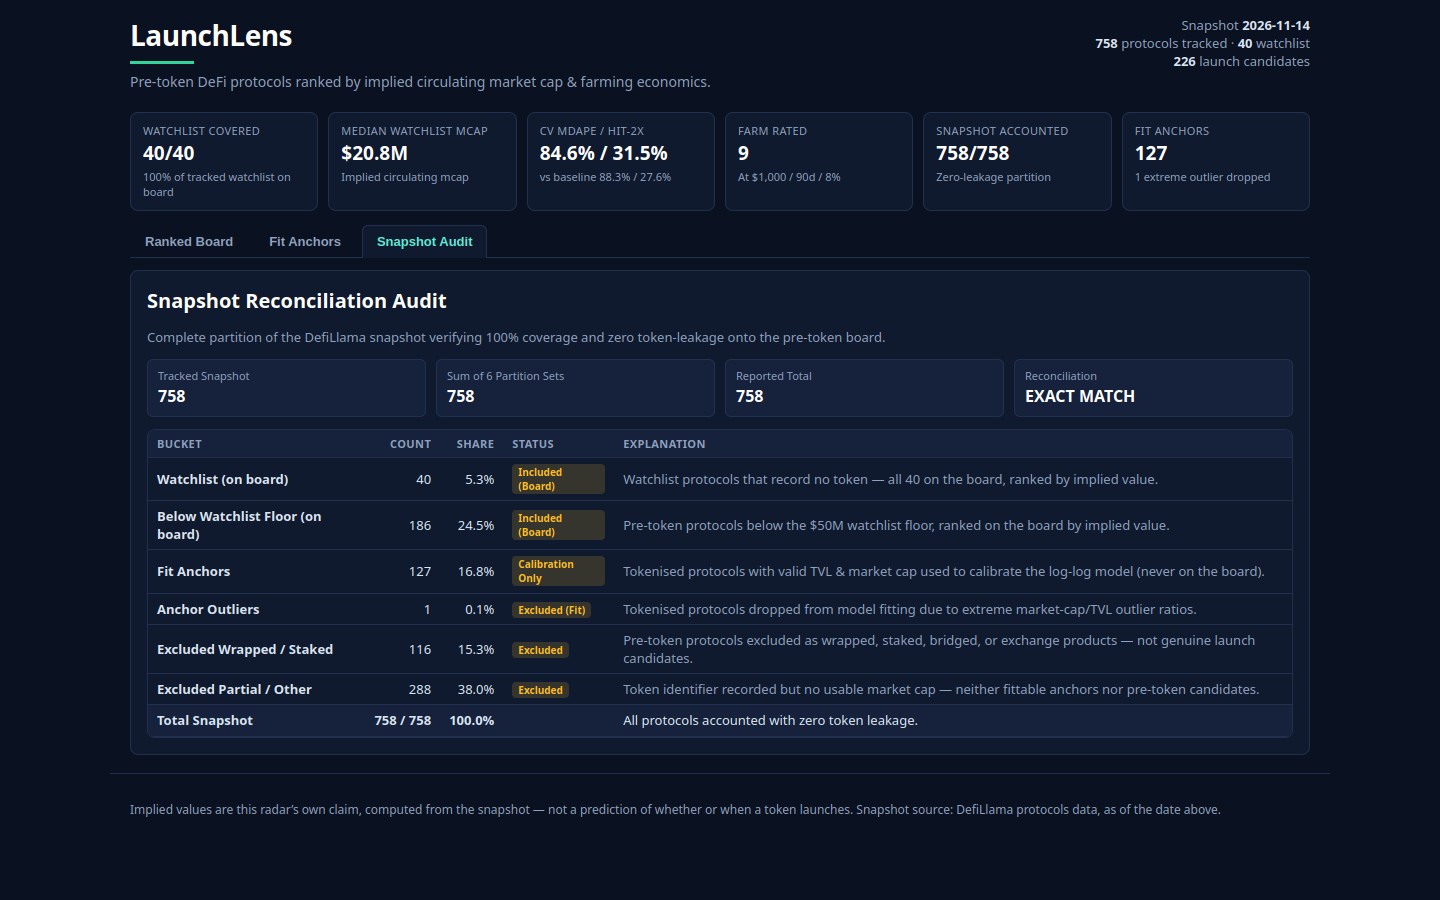 LaunchLens
Pre-token DeFi protocols ranked by implied circulating market cap & farming economics.
Snapshot 2026-11-14
758 protocols tracked · 40 watchlist
226 launch candidates
WATCHLIST COVERED
40/40
100% of tracked watchlist on
board
MEDIAN WATCHLIST MCAP
$20.8M
Implied circulating mcap
CV MDAPE / HIT-2X
84.6% / 31.5%
vs baseline 88.3% / 27.6%
FARM RATED
9
At $1,000 / 90d / 8%
SNAPSHOT ACCOUNTED
758/758
Zero-leakage partition
FIT ANCHORS
127
1 extreme outlier dropped
Ranked Board
Fit Anchors
Snapshot Audit
Snapshot Reconciliation Audit
Complete partition of the DefiLlama snapshot verifying 100% coverage and zero token-leakage onto the pre-token board.
Tracked Snapshot
758
Sum of 6 Partition Sets
758
Reported Total
758
Reconciliation
EXACT MATCH
BUCKET COUNT SHARE STATUS EXPLANATION
Watchlist (on board) 40 5.3% Included
(Board) Watchlist protocols that record no token — all 40 on the board, ranked by implied value.
Below Watchlist Floor (on
board) 186 24.5% Included
(Board) Pre-token protocols below the $50M watchlist floor, ranked on the board by implied value.
Fit Anchors 127 16.8% Calibration
Only Tokenised protocols with valid TVL & market cap used to calibrate the log-log model (never on the board).
Anchor Outliers 1 0.1% Excluded (Fit) Tokenised protocols dropped from model fitting due to extreme market-cap/TVL outlier ratios.
Excluded Wrapped / Staked 116 15.3% Excluded Pre-token protocols excluded as wrapped, staked, bridged, or exchange products — not genuine launch
candidates.
Excluded Partial / Other 288 38.0% Excluded Token identifier recorded but no usable market cap — neither fittable anchors nor pre-token candidates.
Total Snapshot 758 / 758 100.0% All protocols accounted with zero token leakage.
Implied values are this radar's own claim, computed from the snapshot — not a prediction of whether or when a token launches. Snapshot source: DefiLlama protocols data, as of the date above.